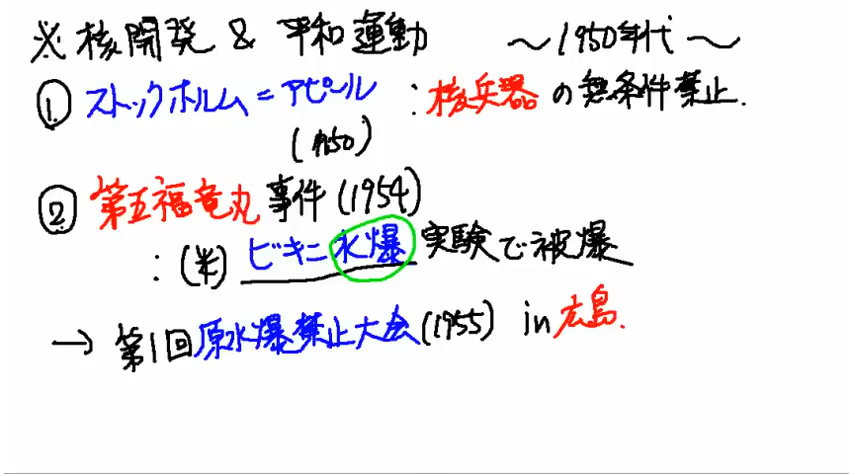 ※核開発 & 平和運動 〜1950年代〜
① ストックホルム=アピール : 核兵器の無条件禁止.
(1950)
② 第五福竜丸事件(1954)
: (米) ビキニ水爆実験で被爆
→ 第1回原水爆禁止大会(1955) in 広島.